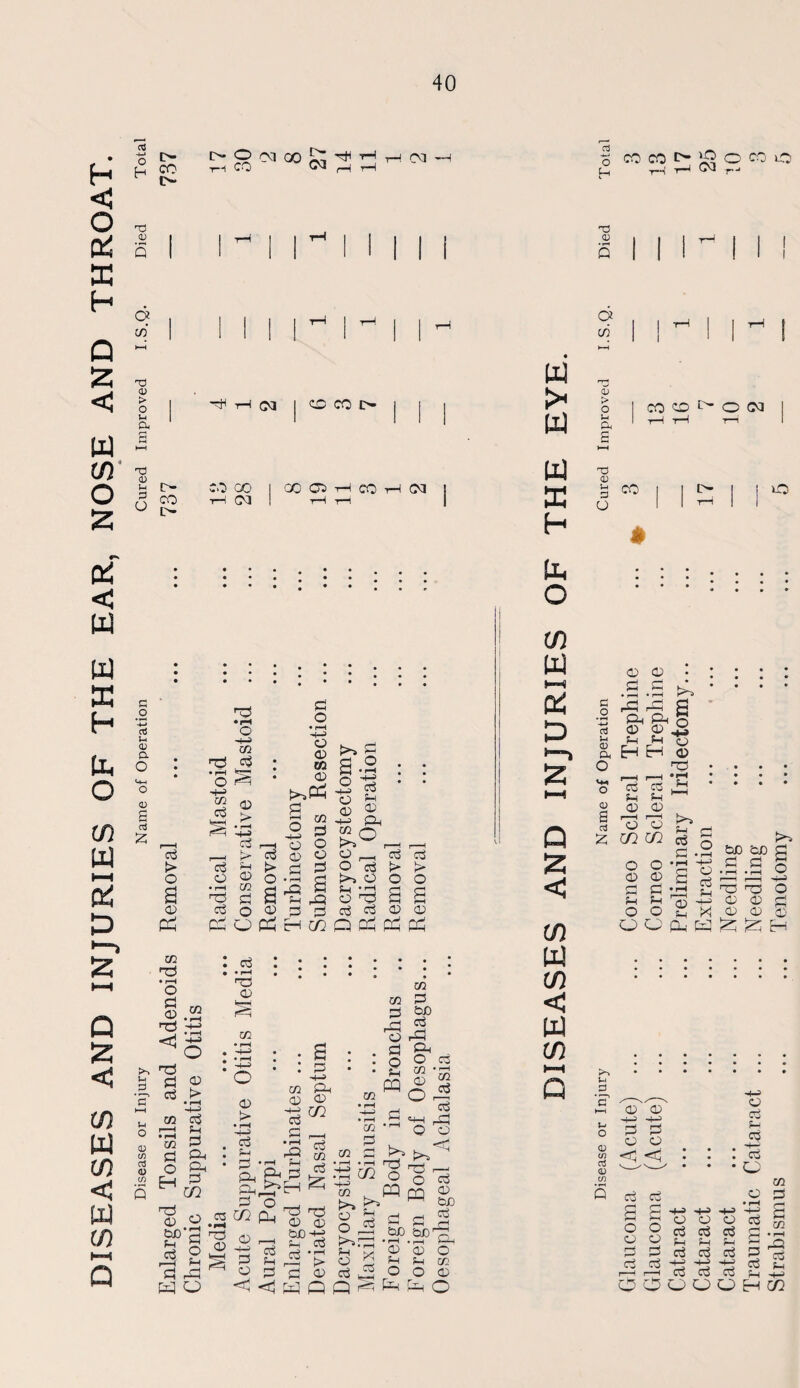 40
DISEASES AND INJURIES OF THE EAR, NOSE AND THROAT.
Disease or Injury Name of Operation Cured Improved I.S.Q. Died Total
Enlarged Tonsils and Adenoids Removal ... ... 737 — — — 737
Chronic Suppurative Otitis
Media ... ... Radical Mastoid ... 13 4 — — 17
Acute Suppurative Otitis Media Conservative Mastoid ... 28 1 — 1 30
Aural Polypi ... ... Removal ... ... — 2 — — 2
Enlarged Turbinates ... ... Turbinectomy ... ... 8 — — — 8
Deviated Nasal Septum ... Submucous Resection ... 19 6 1 1 27
Dacryocystitis ... ... Dacryocystectomy ... 11 3 — — 14
Maxillary Sinusitis ... ... Radical Operation ... 3 7 1 — 11
Foreign Body in Bronchus ... Removal ... ... 1 — — — 1
Foreign Body of Oesophagus... Removal ... ... 2 — — — 2
Oesophageal Achalasia ... — — 1 — 1
DISEASES AND INJURIES OF THE EYE.
Disease or Injury Name of Operation Cured Improved I.S.Q. Died Total
Glaucoma (Acute) ... ... Corneo Scleral Trephine ... 3 — — — 3
Glaucoma (Acute) ... ... Corneo Scleral Trephine ... — 13 — — 13
Cataract ... ... Preliminary Iridectomy... ... — 16 1 — 17
Cataract ... ... Extraction ... ... 17 7 — 1 25
Cataract ... ... Needling ... ... — 10 — — 10
Traumatic Cataract ... ... Needling ... ... — 2 1 — 3
Strabismus ... ... Tenotomy ... ... 5 — — — 5